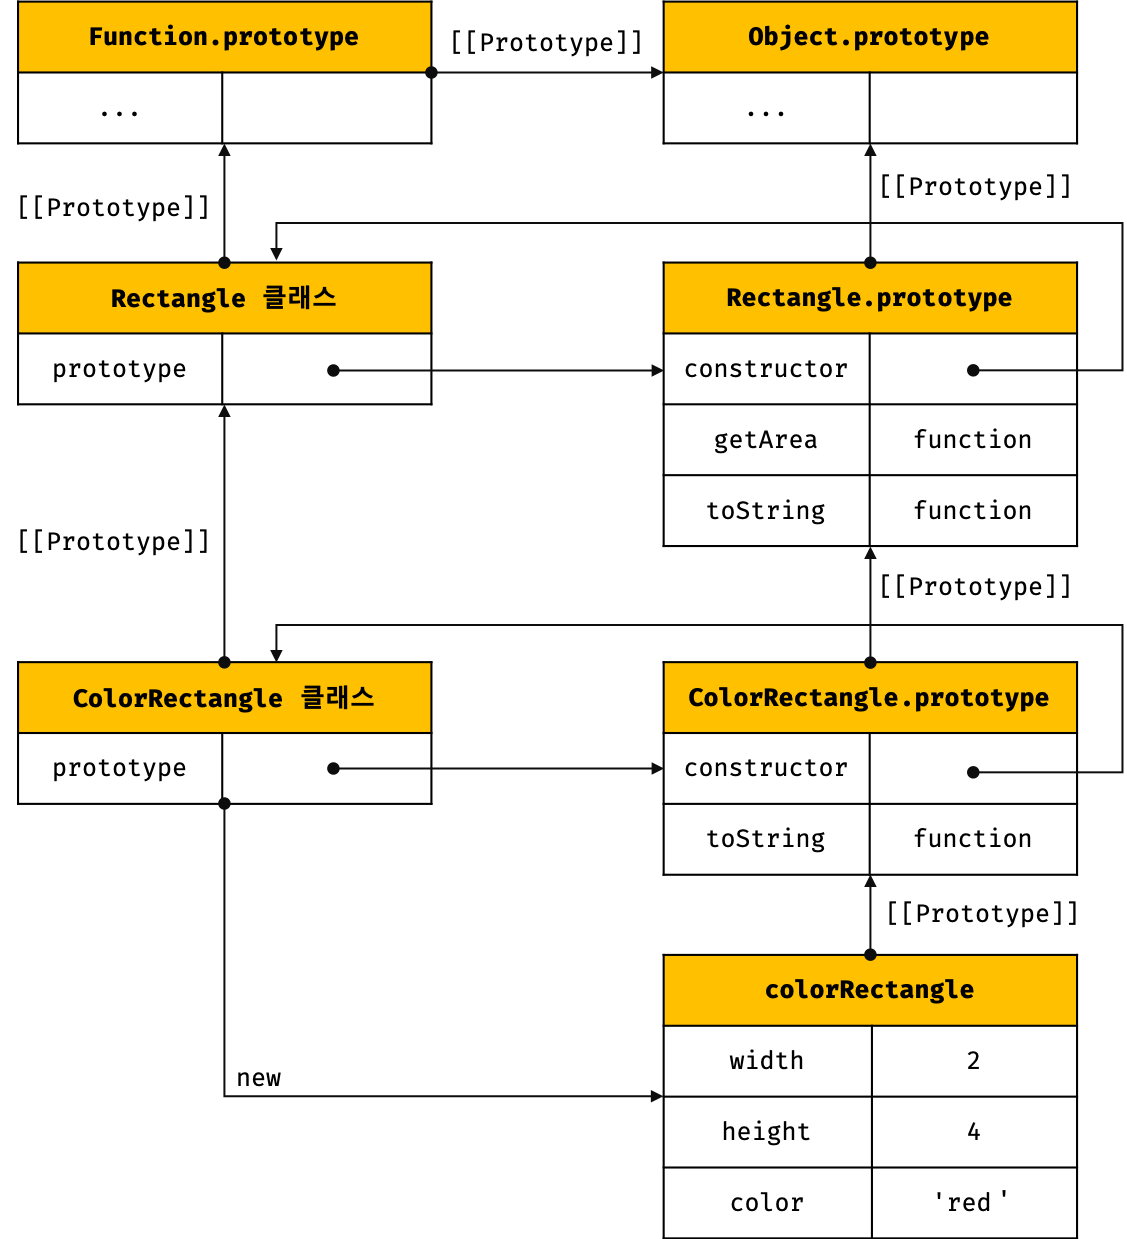 Function.prototype
[[Prototype]]
Object.prototype
...
...
[[Prototype]]
[[Prototype]]
Rectangle 클래스
Rectangle.prototype
prototype
constructor
getArea function
toString function
[[Prototype]]
[[Prototype]]
ColorRectangle 클래스
ColorRectangle.prototype
prototype
constructor
toString function
[[Prototype]]
colorRectangle
width 2
new
height 4
color 'red'